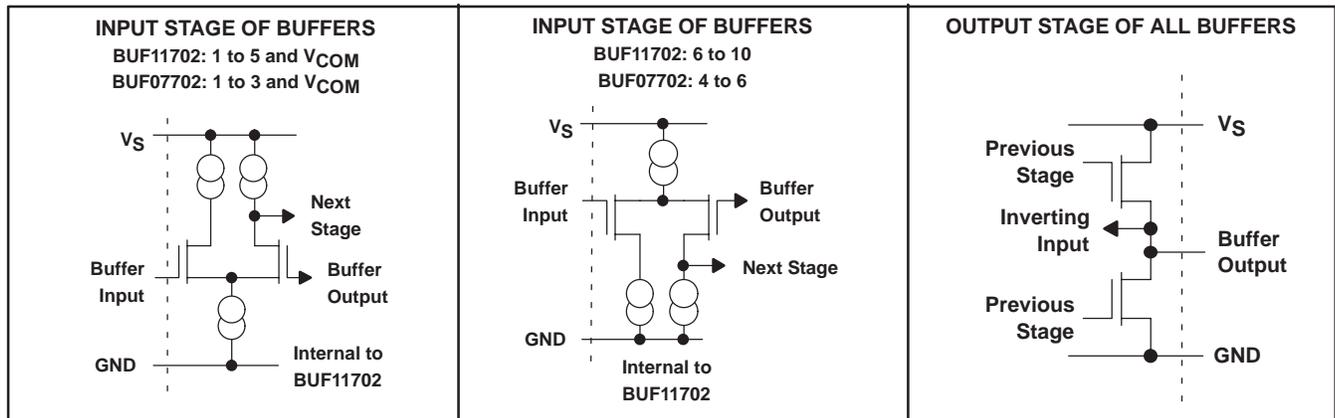 INPUT STAGE OF BUFFERS
BUF11702: 1 to 5 and VCOM
BUF07702: 1 to 3 and VCOM
VS
Next
Stage
Buffer
Input
Buffer
Output
GND
Internal to
BUF11702
INPUT STAGE OF BUFFERS
BUF11702: 6 to 10
BUF07702: 4 to 6
VS
Buffer
Input
Buffer
Output
Next Stage
GND
Internal to
BUF11702
OUTPUT STAGE OF ALL BUFFERS
VS
Previous
Stage
Inverting
Input
Buffer
Output
Previous
Stage
GND